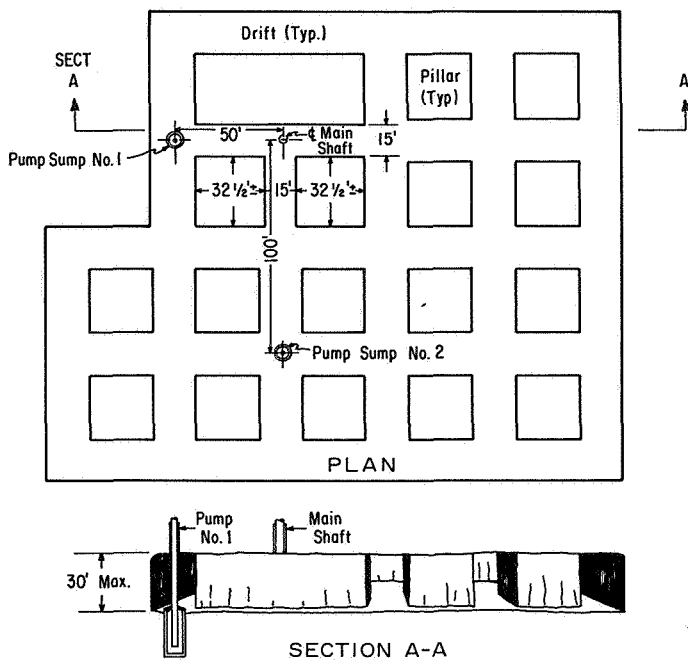 Drift (Typ.)
SECT
A
A
Pillar
(Typ)
50'
℄ Main
Shaft
15'
Pump Sump No. 1
32 ½'±
15'
32 ½'±
100'
Pump Sump No. 2
PLAN
Pump
No. 1
Main
Shaft
30' Max.
SECTION A-A